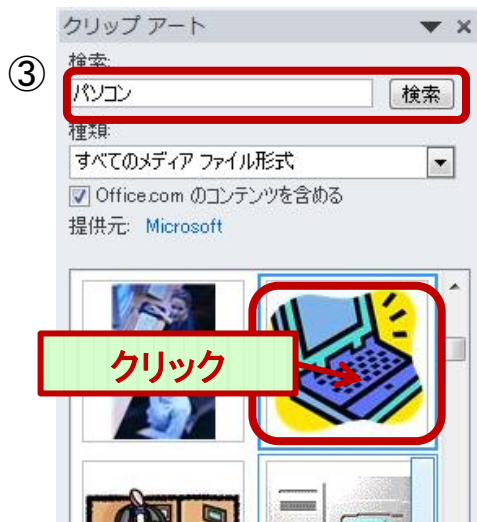 クリップ アート
③
検索:
パソコン
検索
種類:
すべてのメディア ファイル形式
Office.com のコンテンツを含める
提供元: Microsoft
クリック